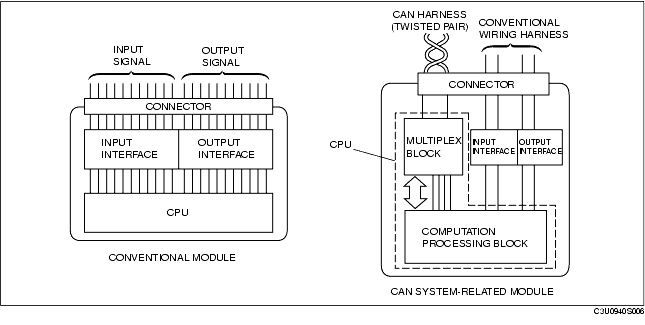 INPUT
SIGNAL
OUTPUT
SIGNAL
CONNECTOR
INPUT
INTERFACE
OUTPUT
INTERFACE
CPU
CONVENTIONAL MODULE
CAN HARNESS
(TWISTED PAIR)
CONVENTIONAL
WIRING HARNESS
CONNECTOR
CPU
MULTIPLEX
BLOCK
INPUT
INTERFACE
OUTPUT
INTERFACE
COMPUTATION
PROCESSING BLOCK
CAN SYSTEM-RELATED MODULE
C3U0940S006